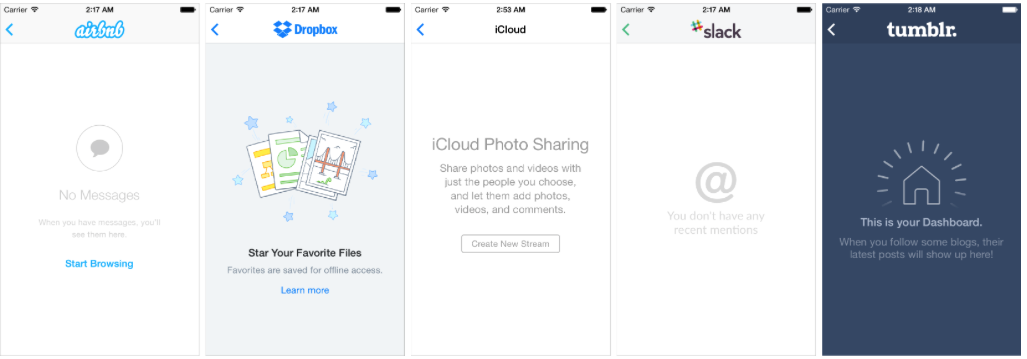 Carrier 2:17 AM
airbnb
No Messages
When you have messages, you'll
see them here.
Start Browsing
Carrier 2:17 AM
Dropbox
Star Your Favorite Files
Favorites are saved for offline access.
Learn more
Carrier 2:53 AM
iCloud
iCloud Photo Sharing
Share photos and videos with
just the people you choose,
and let them add photos,
videos, and comments.
Create New Stream
Carrier 2:17 AM
slack
@
You don't have any
recent mentions
Carrier 2:18 AM
tumblr.
This is your Dashboard.
When you follow some blogs, their
latest posts will show up here!